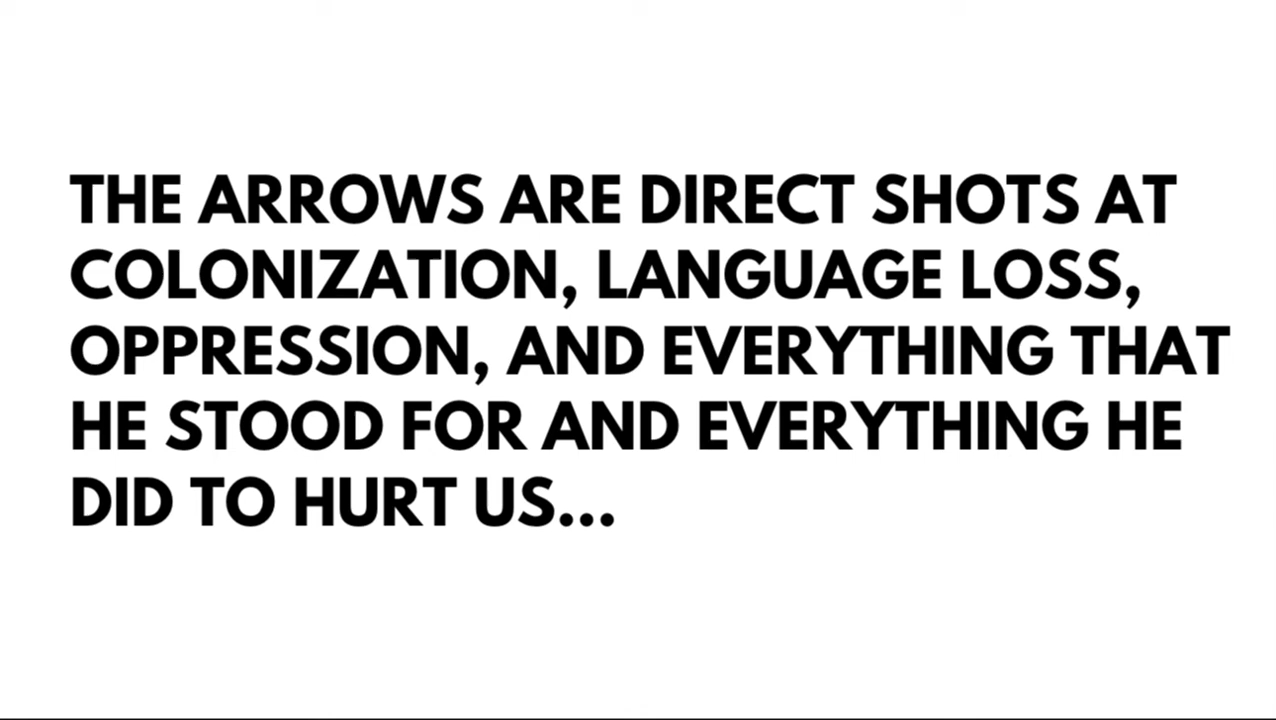 THE ARROWS ARE DIRECT SHOTS AT
COLONIZATION, LANGUAGE LOSS,
OPPRESSION, AND EVERYTHING THAT
HE STOOD FOR AND EVERYTHING HE
DID TO HURT US...